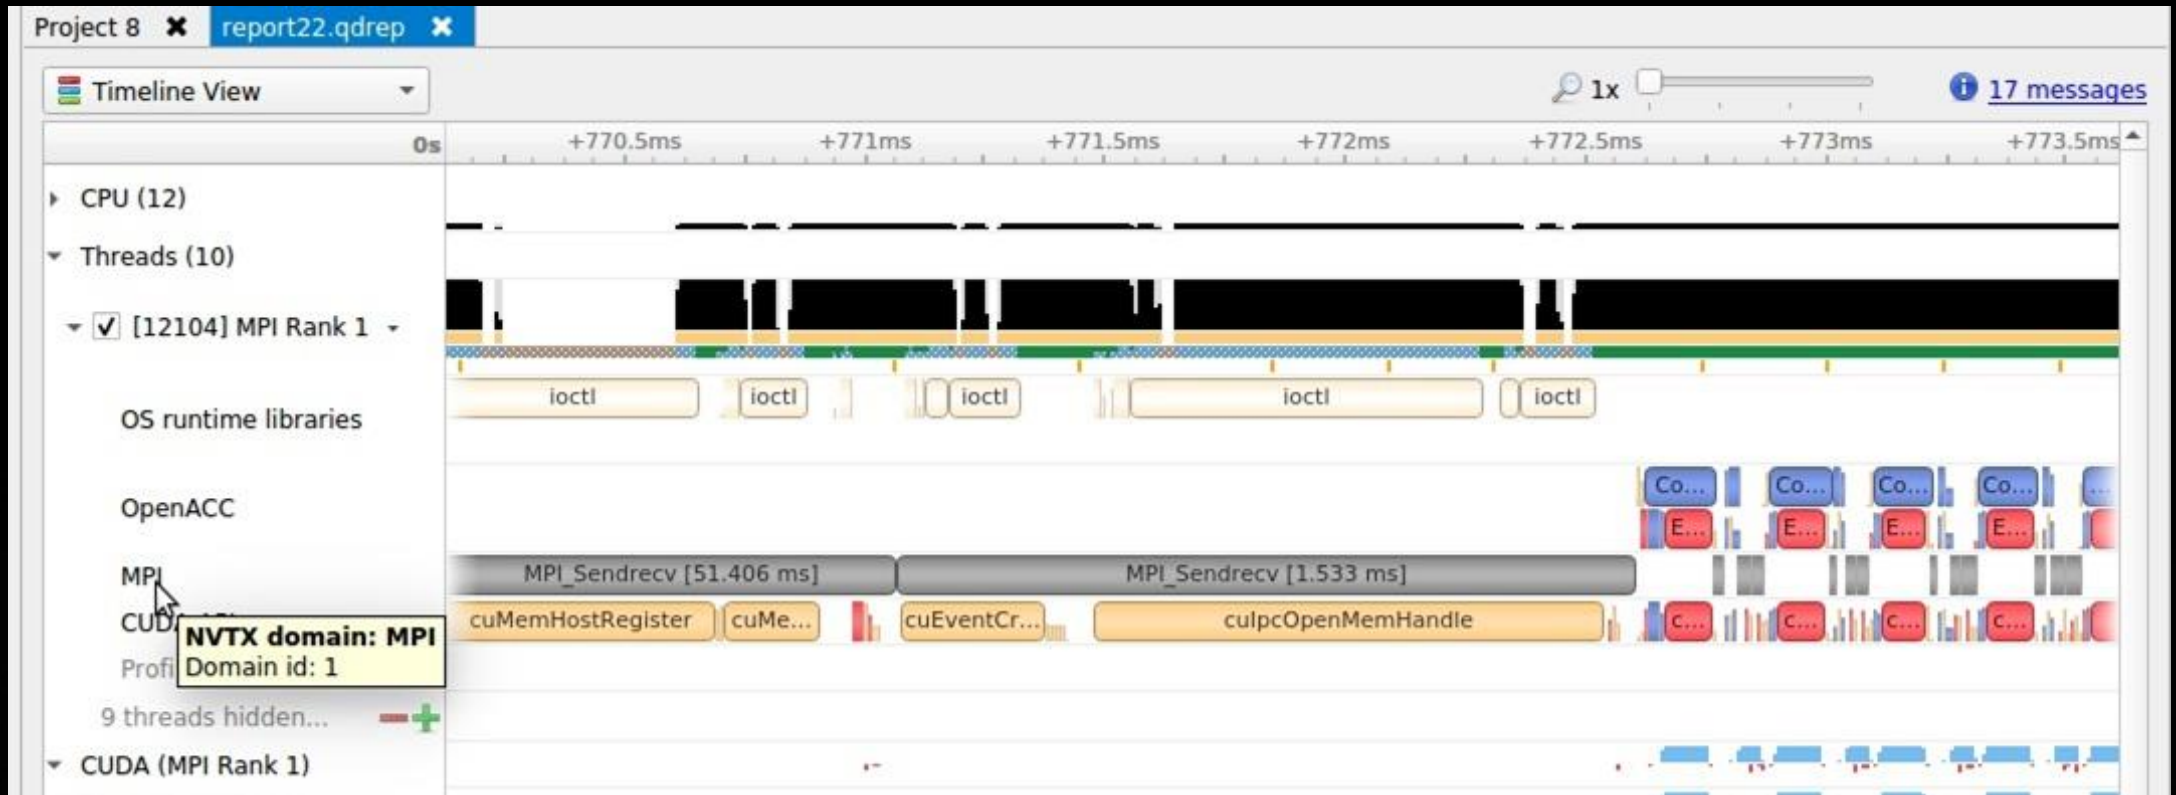 Project 8 ✖ report22.qdrep ✖
Timeline View 1x 17 messages
0s +770.5ms +771ms +771.5ms +772ms +772.5ms +773ms +773.5ms
CPU (12)
Threads (10)
[12104] MPI Rank 1
OS runtime libraries ioctl ioctl ioctl ioctl ioctl
OpenACC Co... Co... Co... Co... ...
E... E... E... E...
MPI MPI_Sendrecv [51.406 ms] MPI_Sendrecv [1.533 ms]
CUDA API cuMemHostRegister cuMe... cuEventCr... cuIpcOpenMemHandle c... c... c... c...
NVTX domain: MPI
Profi Domain id: 1
9 threads hidden...
CUDA (MPI Rank 1)